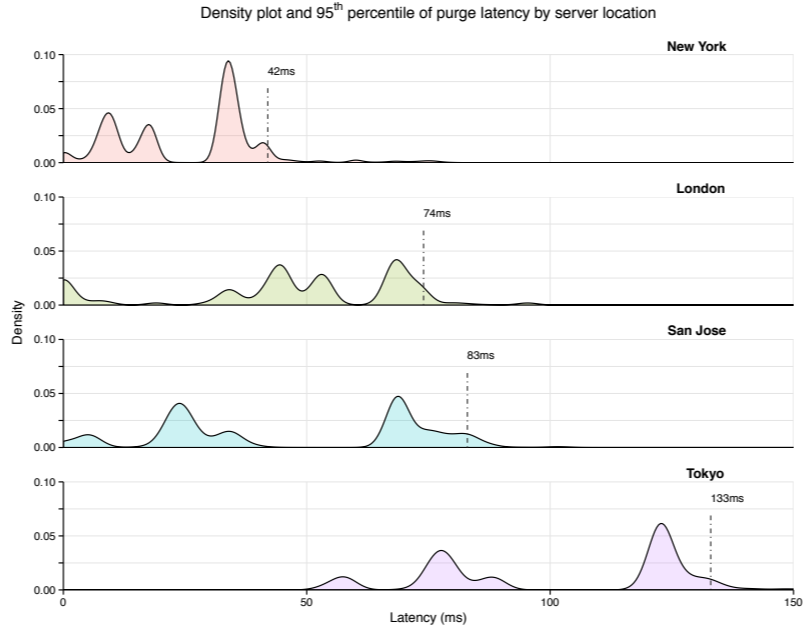 Density plot and 95th percentile of purge latency by server location
New York
0.10
0.05
0.00
42ms
London
0.10
0.05
0.00
74ms
San Jose
0.10
0.05
0.00
83ms
Tokyo
0.10
0.05
0.00
133ms
0 50 100 150
Latency (ms)
Density